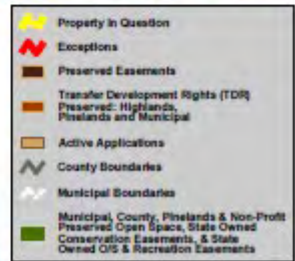 Property In Question
Exceptions
Preserved Easements
Transfer Development Rights (TDR)
Preserved: Highlands,
Pinelands and Municipal
Active Applications
County Boundaries
Municipal Boundaries
Municipal, County, Pinelands & Non-Profit
Preserved Open Space, State Owned
Conservation Easements, & State
Owned O/S & Recreation Easements